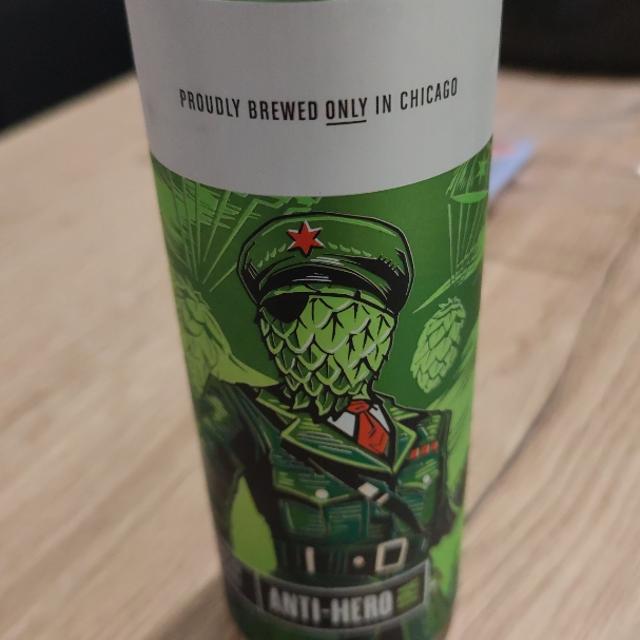 PROUDLY BREWED ONLY IN CHICAGO
ANTI-HERO